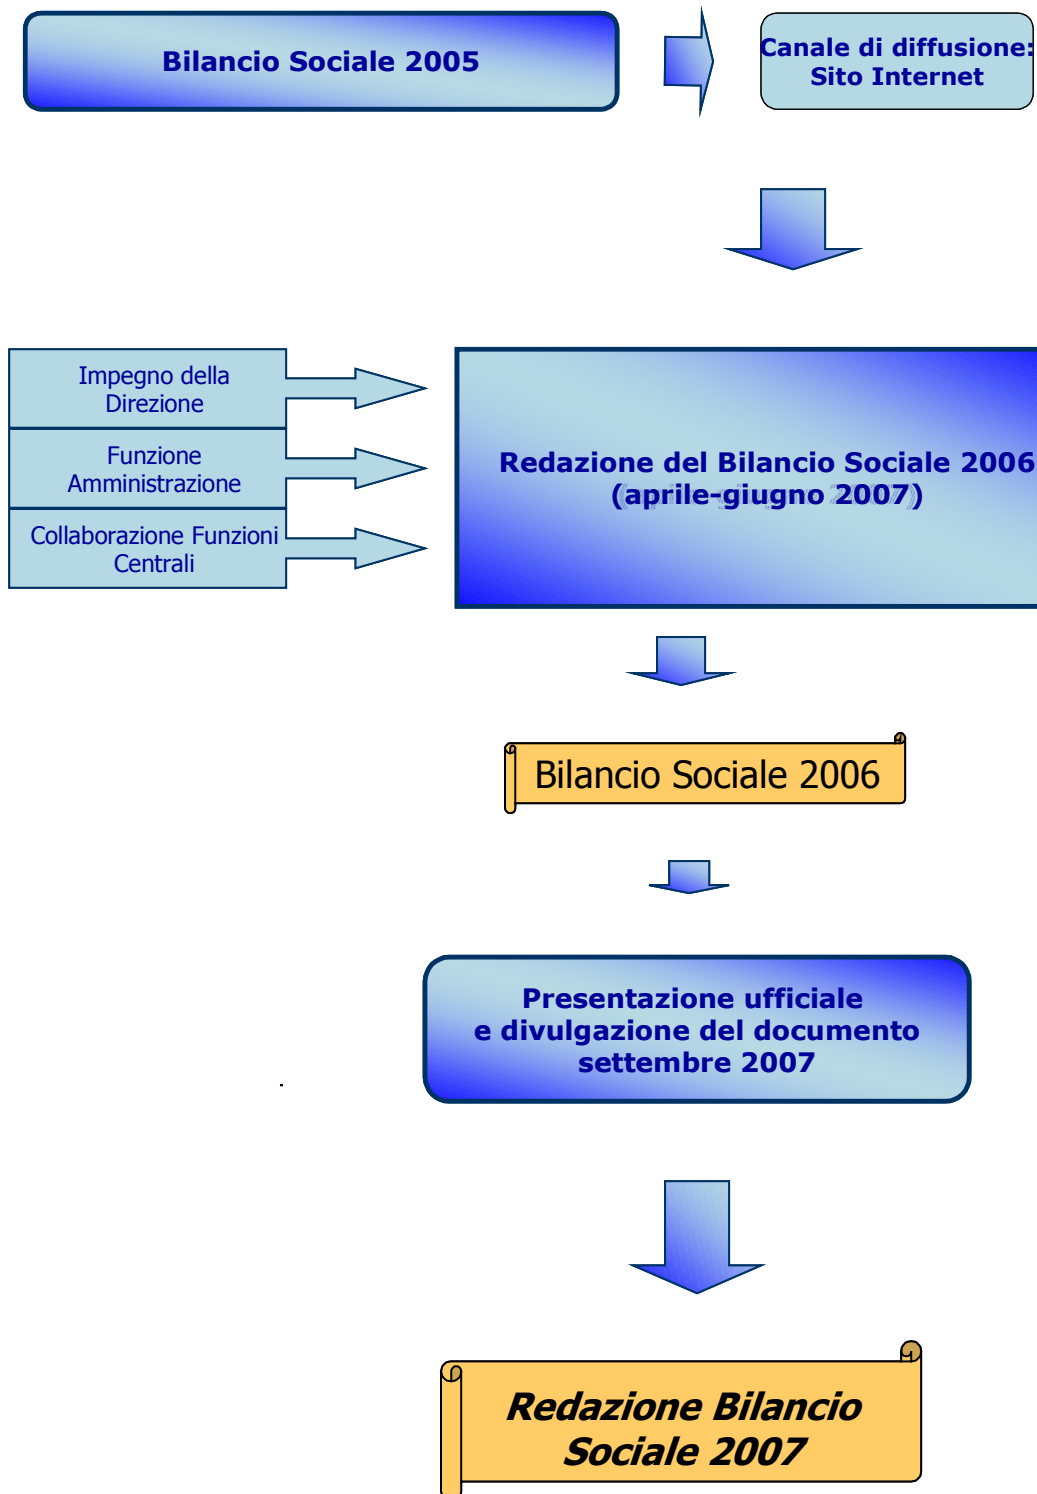 Bilancio Sociale 2005
Canale di diffusione:
Sito Internet
Impegno della
Direzione
Funzione
Amministrazione
Collaborazione Funzioni
Centrali
Redazione del Bilancio Sociale 2006
(aprile-giugno 2007)
Bilancio Sociale 2006
Presentazione ufficiale
e divulgazione del documento
settembre 2007
.
Redazione Bilancio
Sociale 2007